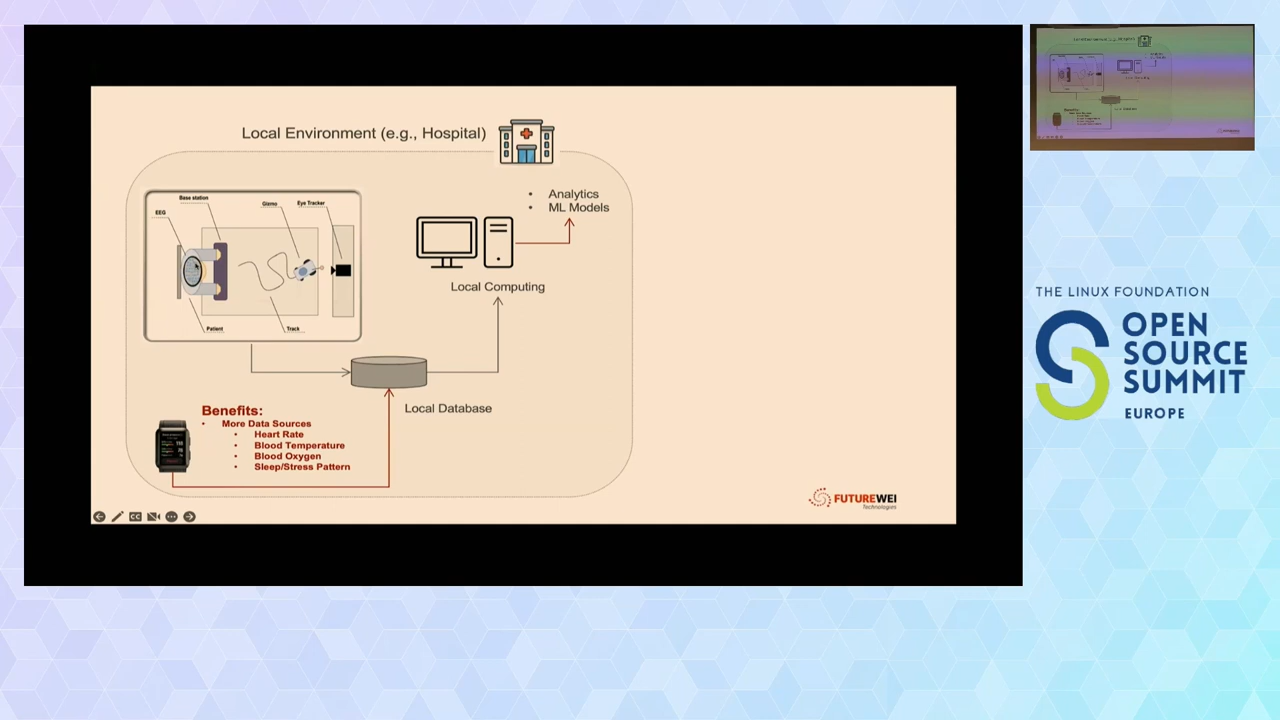 Local Environment (e.g., Hospital)
Base station
Gizmo
Eye Tracker
EEG
Patient
Track
Analytics
ML Models
Local Computing
Local Database
Benefits:
More Data Sources
Heart Rate
Blood Temperature
Blood Oxygen
Sleep/Stress Pattern
FUTUREWEI
Technologies
CC
THE LINUX FOUNDATION
OPEN
SOURCE
SUMMIT
EUROPE